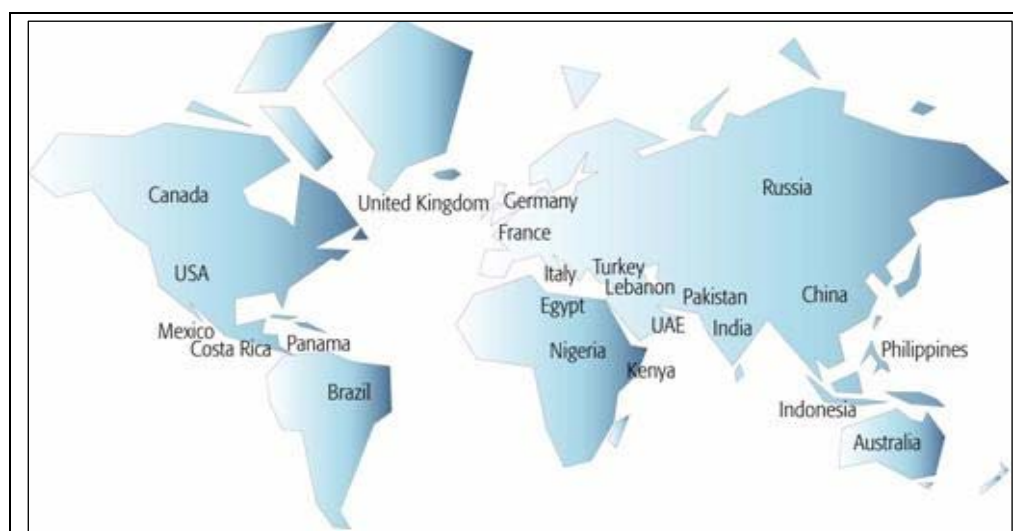 Canada
Russia
United Kingdom
Germany
France
USA
Italy
Turkey
Lebanon
Egypt
Pakistan
China
UAE
India
Mexico
Costa Rica
Panama
Nigeria
Kenya
Philippines
Brazil
Indonesia
Australia